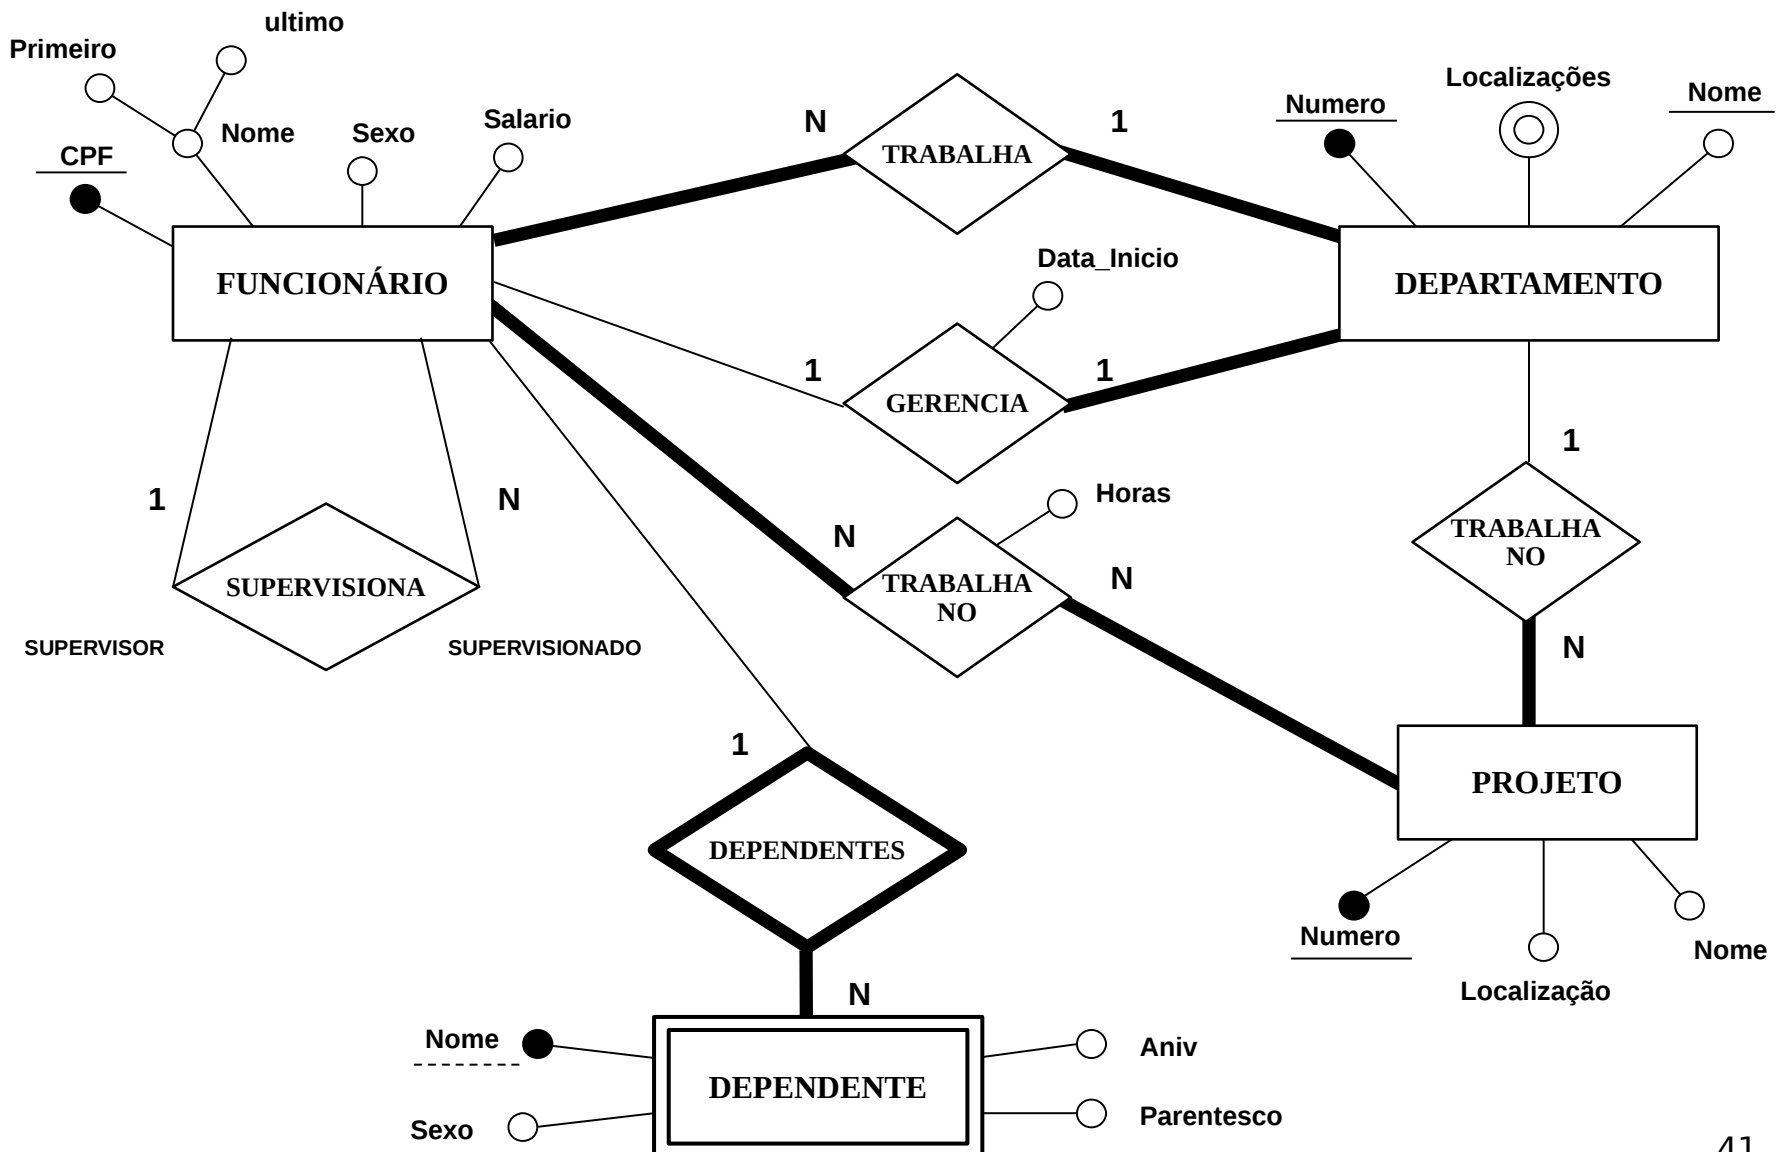 ultimo
Primeiro
Localizações
Nome
Numero
Salario
N
1
Nome
Sexo
CPF
TRABALHA
Data_Inicio
FUNCIONÁRIO
DEPARTAMENTO
1
1
GERENCIA
1
Horas
1
N
N
TRABALHA
NO
N
TRABALHA
NO
SUPERVISIONA
SUPERVISOR
SUPERVISIONADO
N
1
PROJETO
DEPENDENTES
Numero
Nome
Localização
N
Nome
Aniv
DEPENDENTE
Sexo
Parentesco
41